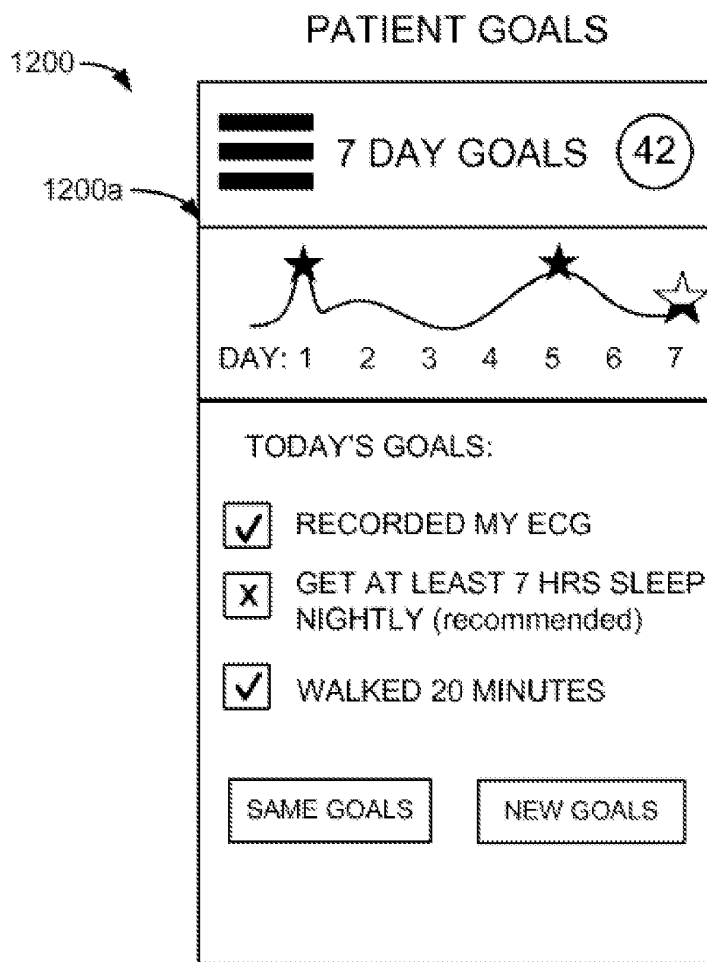 PATIENT GOALS
1200
7 DAY GOALS 42
1200a
DAY: 1 2 3 4 5 6 7
TODAY'S GOALS:
✓ RECORDED MY ECG
X GET AT LEAST 7 HRS SLEEP
NIGHTLY (recommended)
✓ WALKED 20 MINUTES
SAME GOALS NEW GOALS